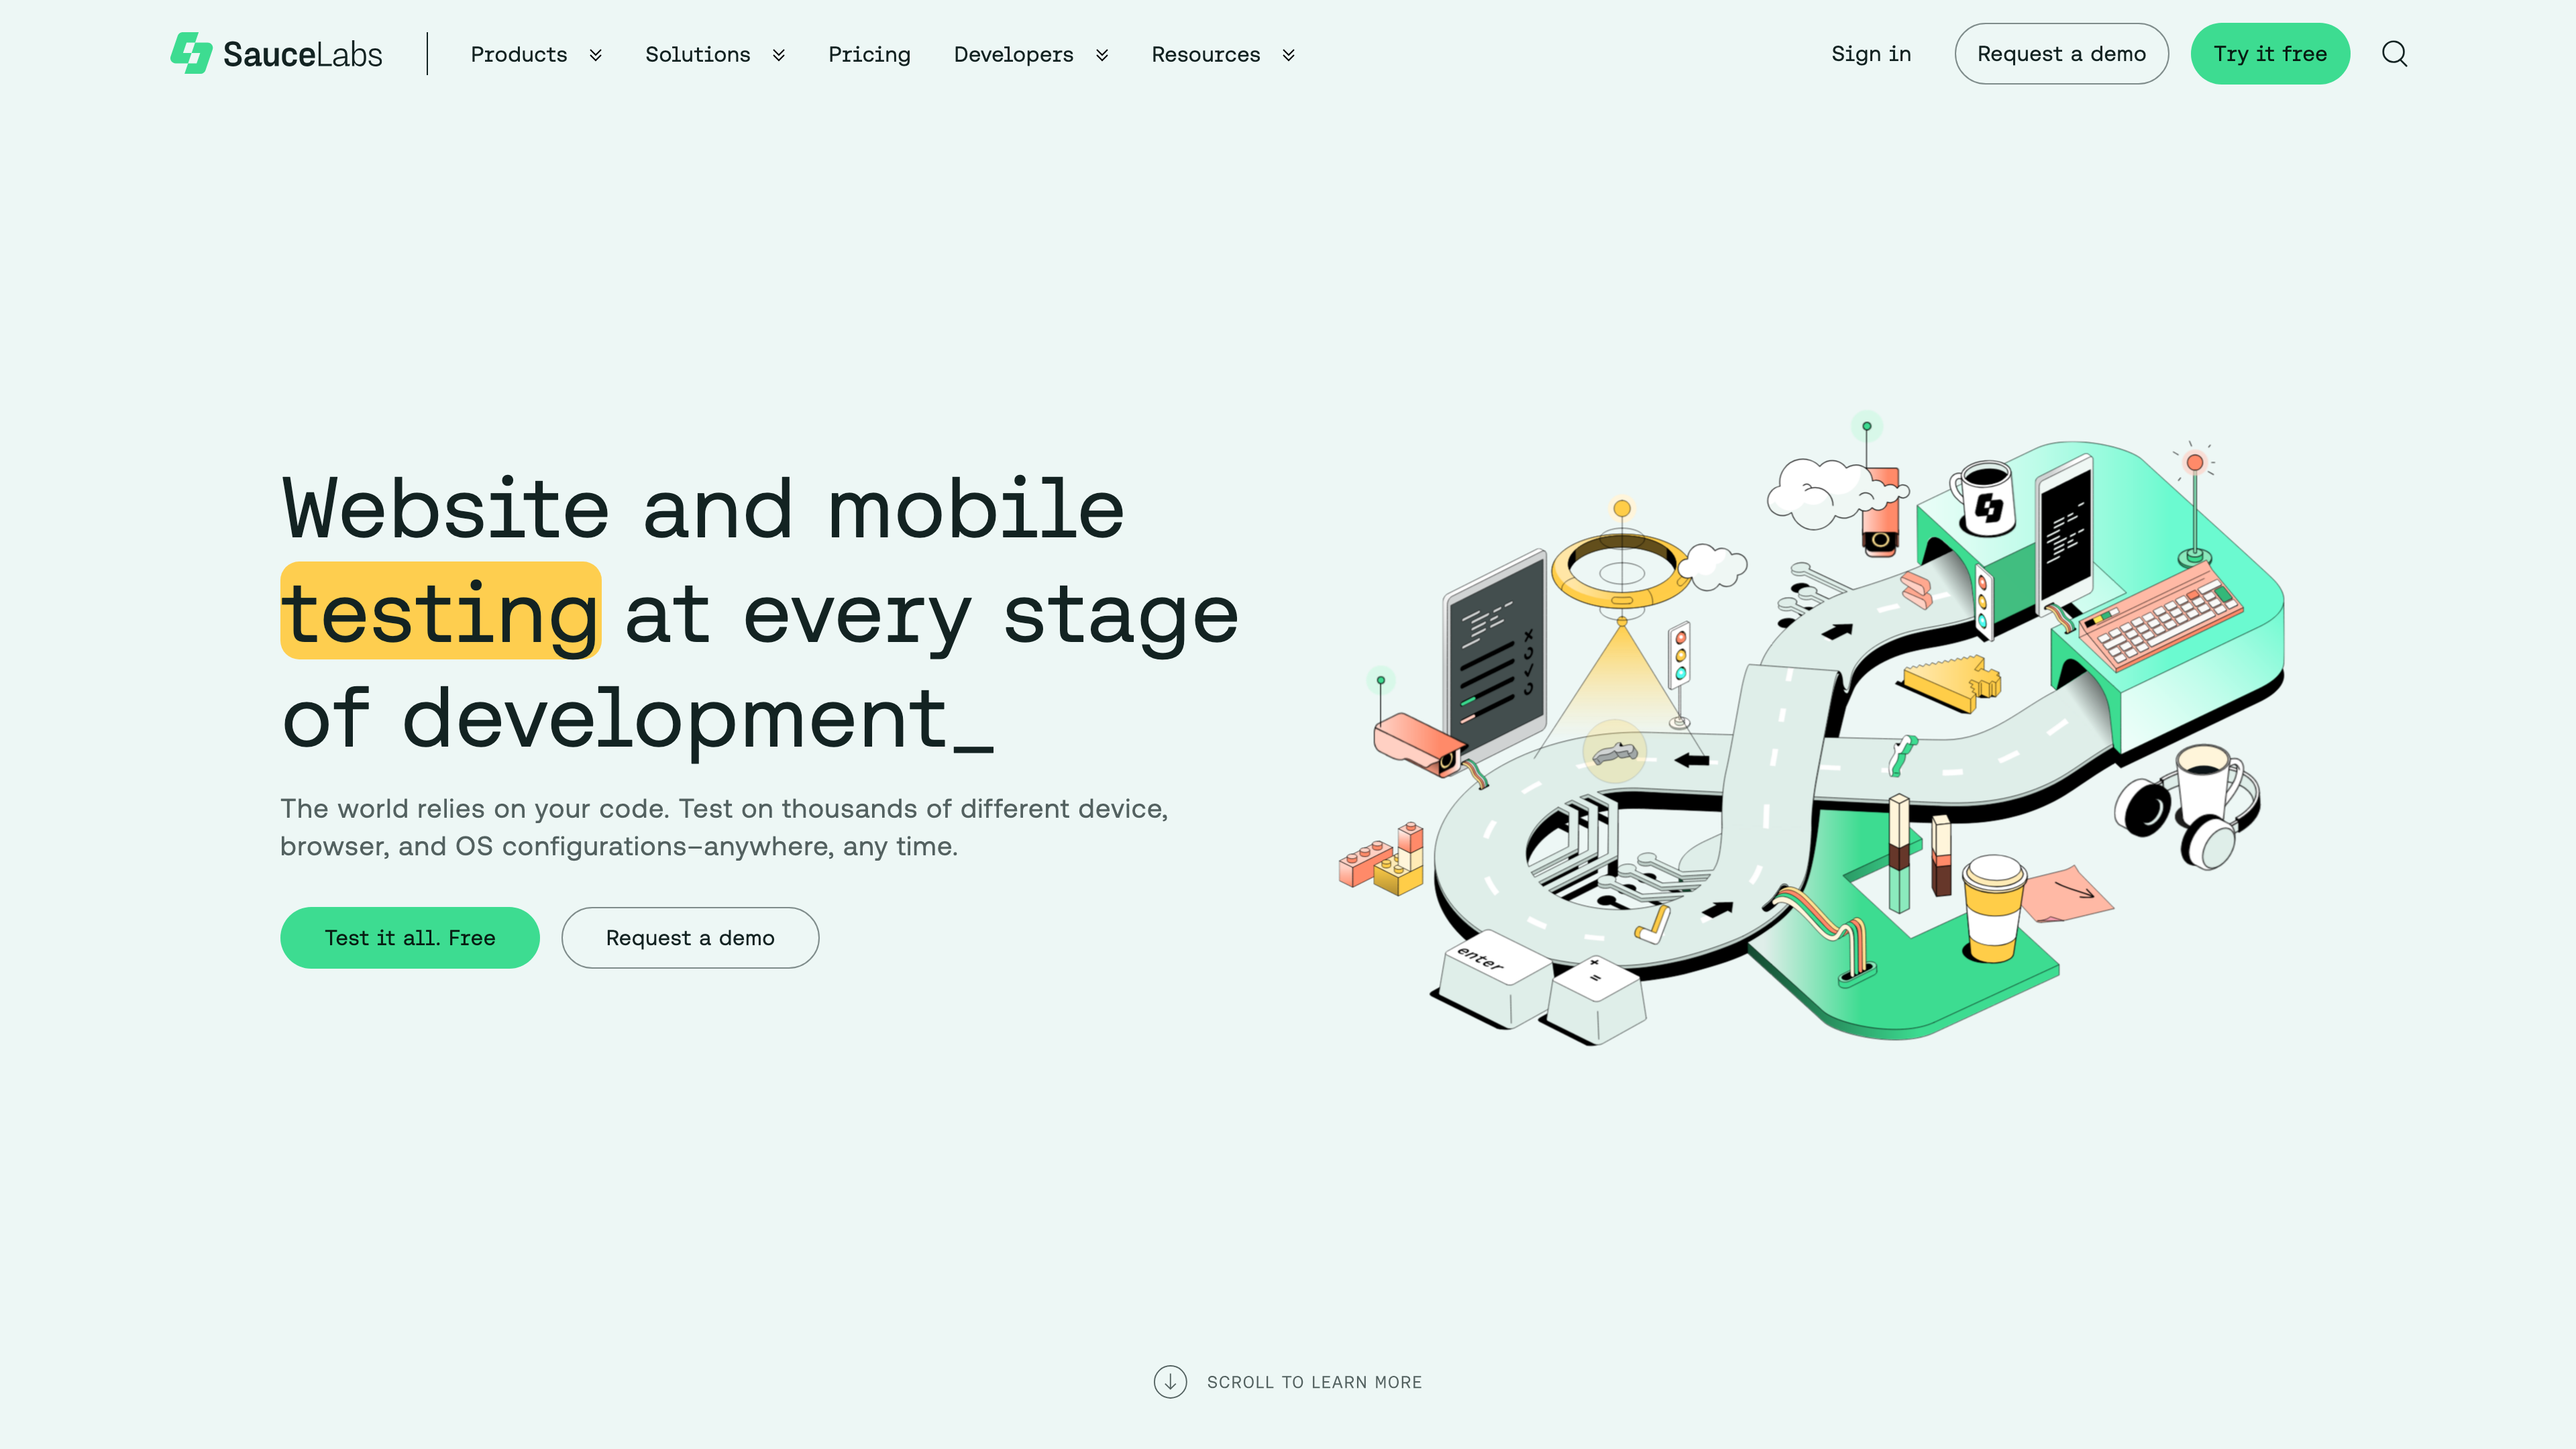 SauceLabs
Products
Solutions
Pricing
Developers
Resources
Sign in
Request a demo
Try it free
Website and mobile
testing at every stage
of development_
The world relies on your code. Test on thousands of different device,
browser, and OS configurations–anywhere, any time.
Test it all. Free
Request a demo
enter
+
=
SCROLL TO LEARN MORE